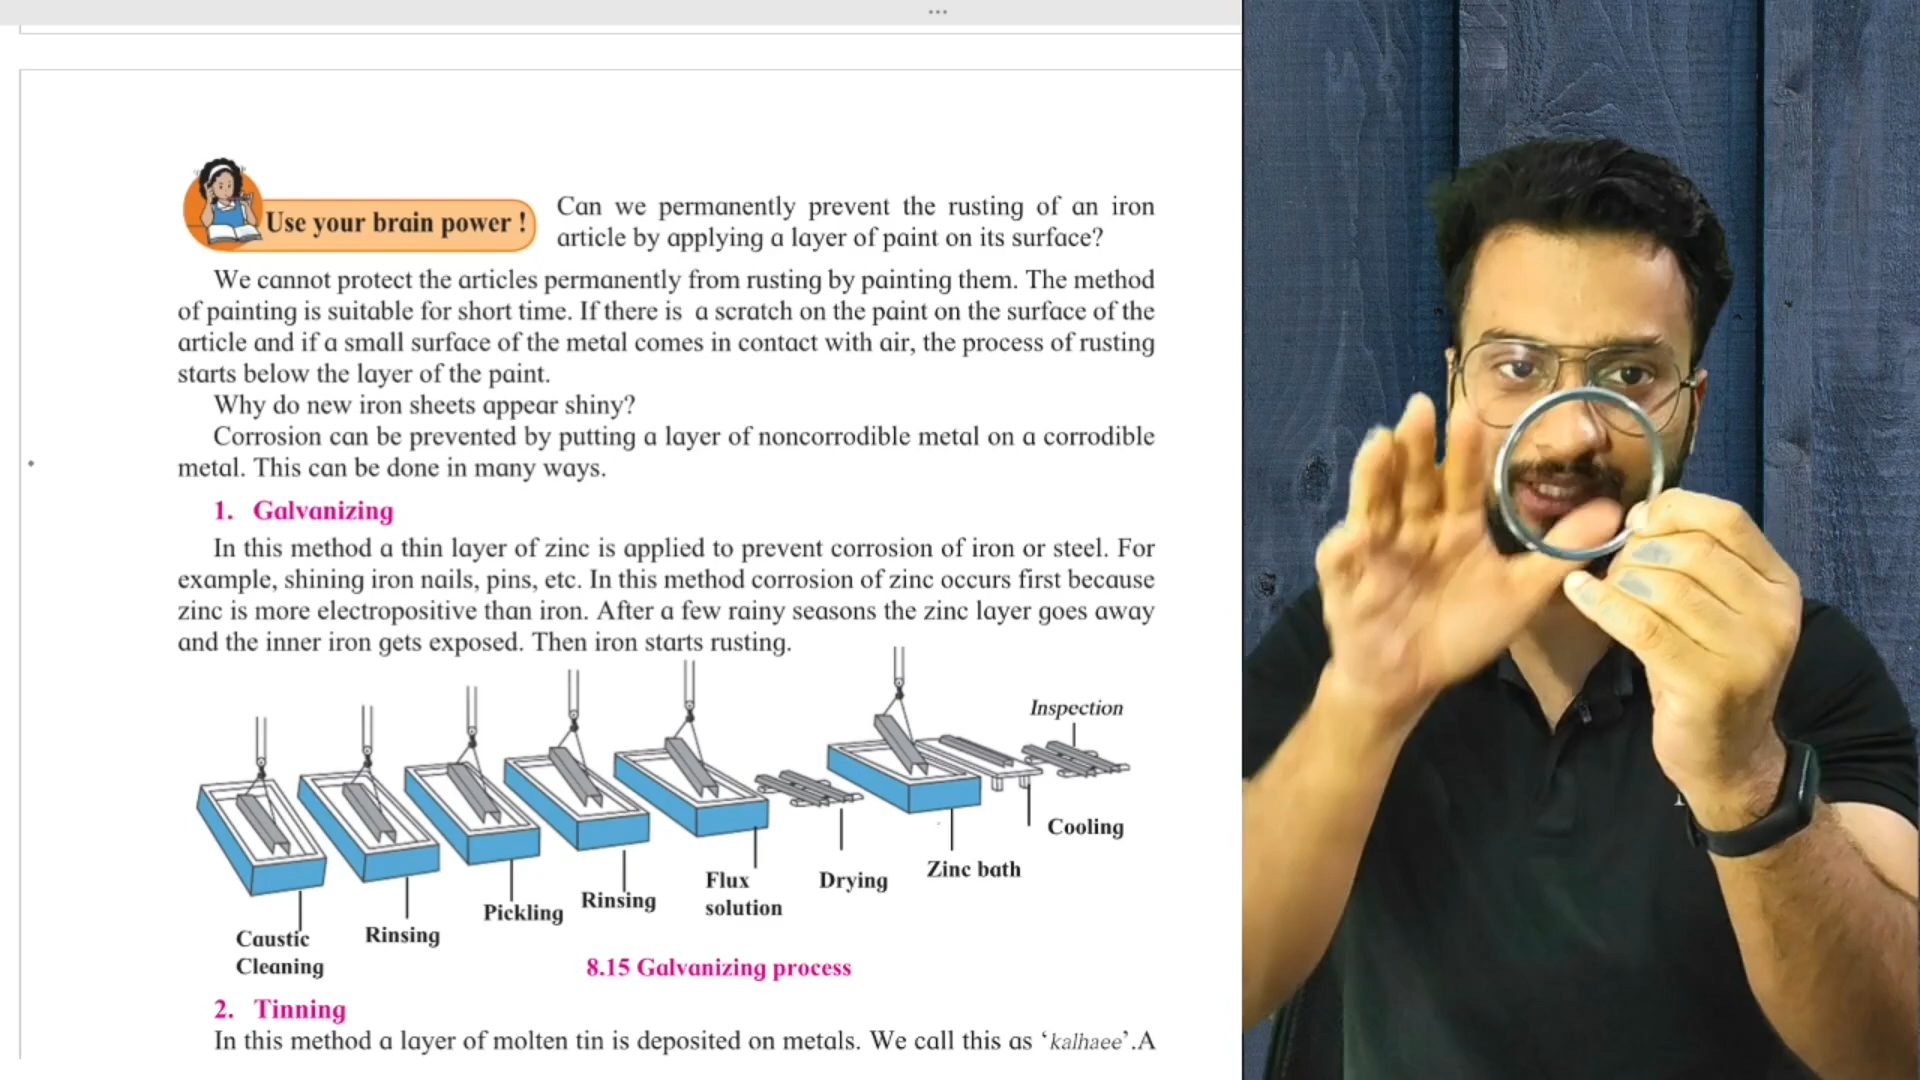 Use your brain power !
Can we permanently prevent the rusting of an iron
article by applying a layer of paint on its surface?
We cannot protect the articles permanently from rusting by painting them. The method
of painting is suitable for short time. If there is a scratch on the paint on the surface of the
article and if a small surface of the metal comes in contact with air, the process of rusting
starts below the layer of the paint.
Why do new iron sheets appear shiny?
Corrosion can be prevented by putting a layer of noncorrodible metal on a corrodible
metal. This can be done in many ways.
1. Galvanizing
In this method a thin layer of zinc is applied to prevent corrosion of iron or steel. For
example, shining iron nails, pins, etc. In this method corrosion of zinc occurs first because
zinc is more electropositive than iron. After a few rainy seasons the zinc layer goes away
and the inner iron gets exposed. Then iron starts rusting.
Inspection
Cooling
Zinc bath
Drying
Flux
solution
Rinsing
Pickling
Rinsing
Caustic
Cleaning
8.15 Galvanizing process
2. Tinning
In this method a layer of molten tin is deposited on metals. We call this as ‘kalhaee’.A